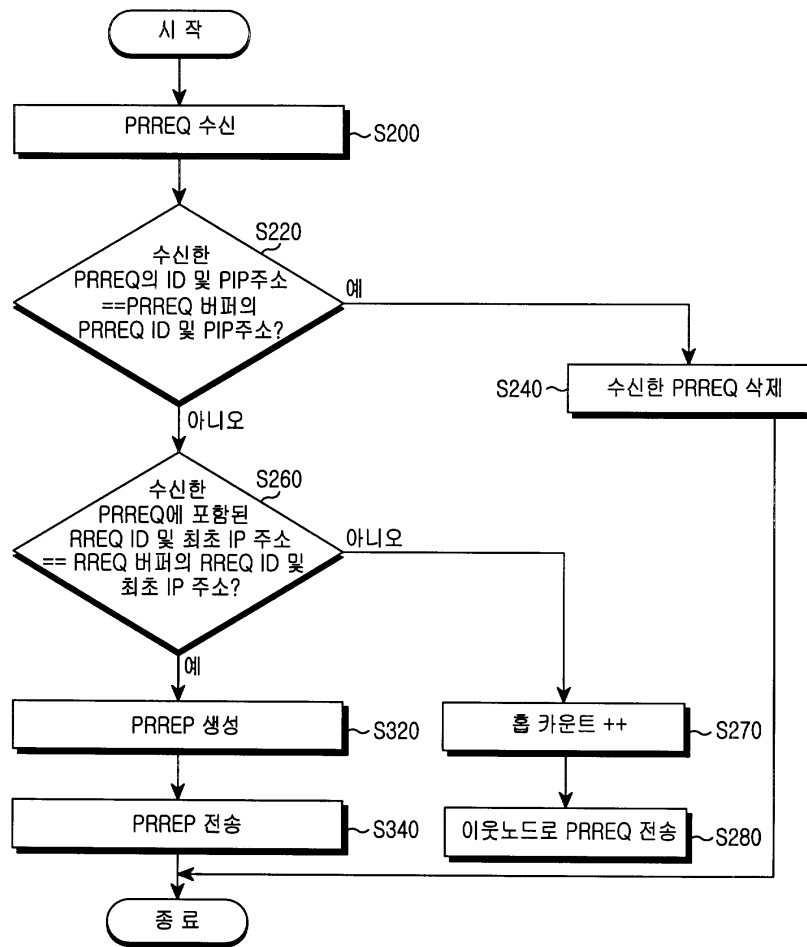 시 작
PRREQ 수신
S200
S220
수신한
PRREQ의 ID 및 PIP주소
==PRREQ 버퍼의
PRREQ ID 및 PIP주소?
예
S240
수신한 PRREQ 삭제
아니오
S260
수신한
PRREQ에 포함된
RREQ ID 및 최초 IP 주소
== RREQ 버퍼의 RREQ ID 및
최초 IP 주소?
아니오
예
PRREP 생성
S320
홉 카운트 ++
S270
PRREP 전송
S340
이웃노드로 PRREQ 전송
S280
종 료